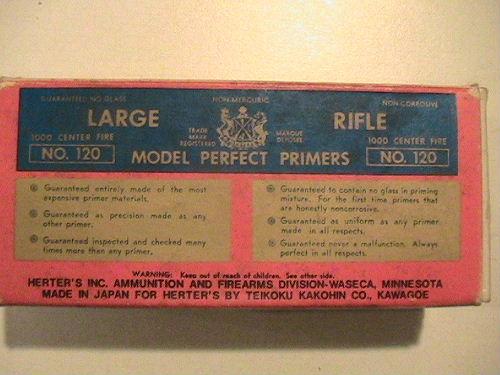 GUARANTEED NO GLASS
NON-MERCURIC
NON-CORROSIVE
LARGE
RIFLE
TRADE
MARK
REGISTERED
MARQUE
DEPOSEE
1000 CENTER FIRE
1000 CENTER FIRE
NO. 120
MODEL PERFECT PRIMERS
NO. 120
Guaranteed entirely made of the most
expensive primer materials.
Guaranteed as precision made as any
other primer.
Guaranteed inspected and checked many
times more than any primer.
Guaranteed to contain no glass in priming
mixture. For the first time primers that
are honestly noncorrosive.
Guaranteed as uniform as any primer
made in all respects.
Guaranteed never a malfunction. Always
perfect in all respects.
WARNING: Keep out of reach of children. See other side.
HERTER'S INC. AMMUNITION AND FIREARMS DIVISION-WASECA, MINNESOTA
MADE IN JAPAN FOR HERTER'S BY TEIKOKU KAKOHIN CO., KAWAGOE